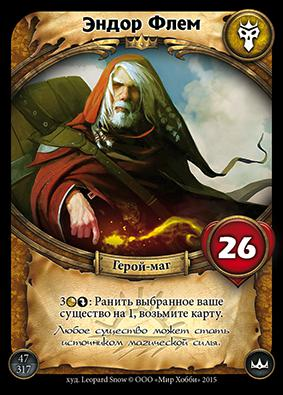 Эндор Флем
26
Герой-маг
3: Ранить выбранное ваше
существо на 1, возьмите карту.
Любое существо может стать
источником магической силы.
47
317
худ. Leopard Snow © ООО «Мир Хобби» 2015